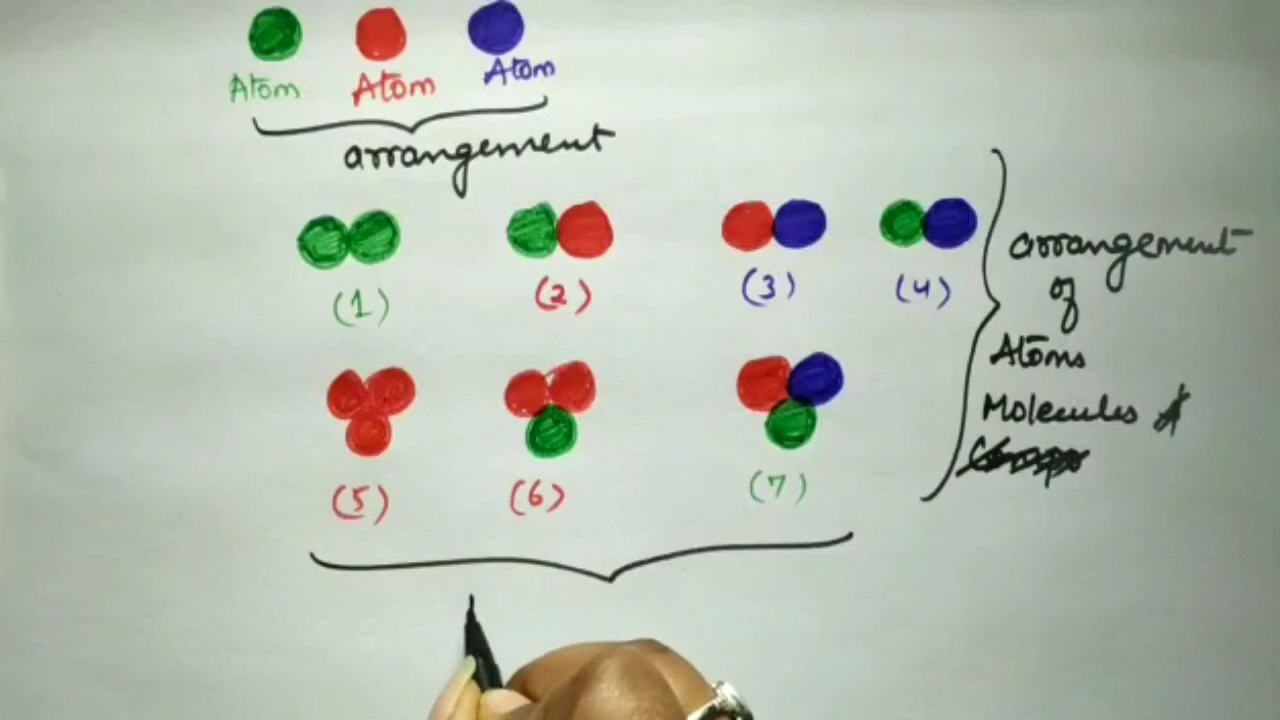 Atom Atom Atom
arrangement
(1) (2) (3) (4)
(5) (6) (7)
arrangement
of
Atoms
Molecules